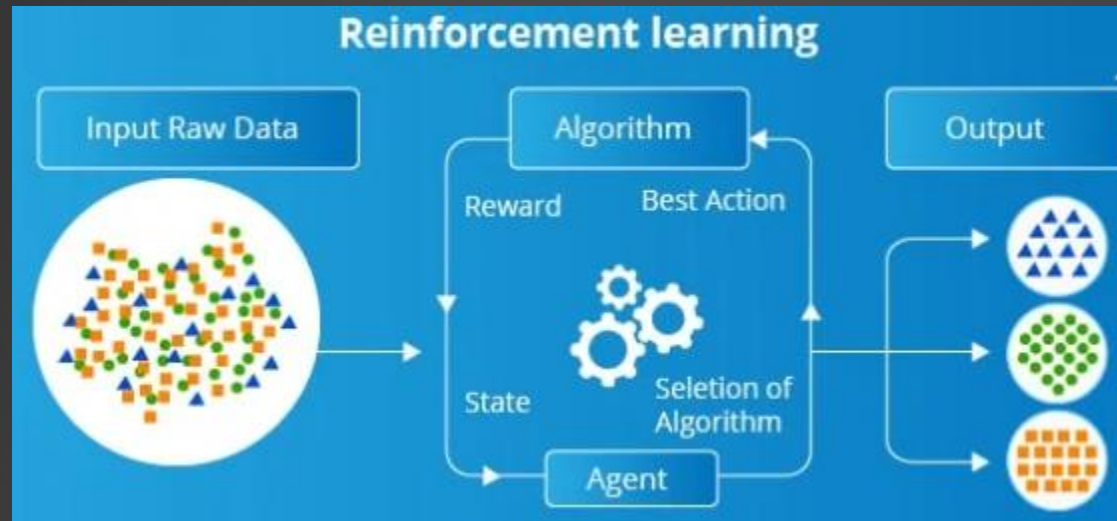 Reinforcement learning
Input Raw Data
Algorithm
Output
Reward
Best Action
State
Seletion of
Algorithm
Agent